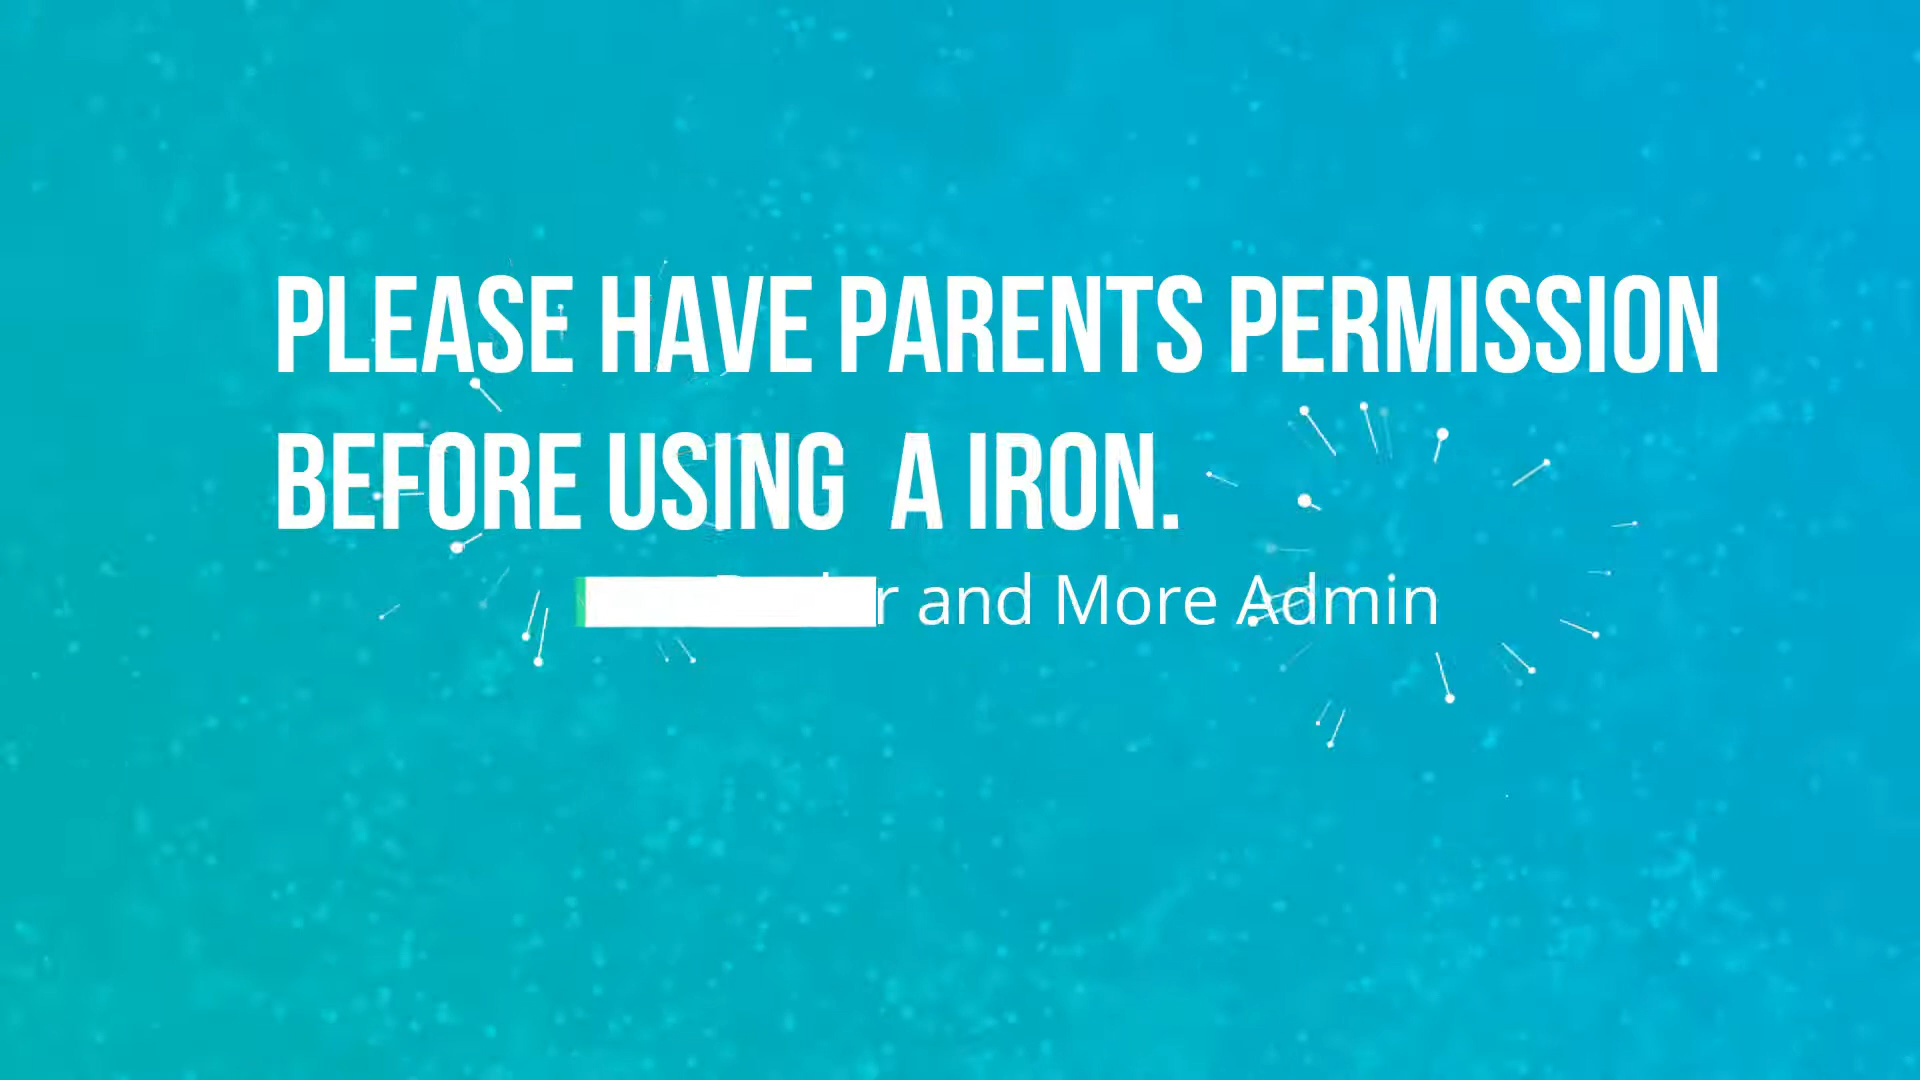 PLEASE HAVE PARENTS PERMISSION
BEFORE USING  A IRON.
and More Admin